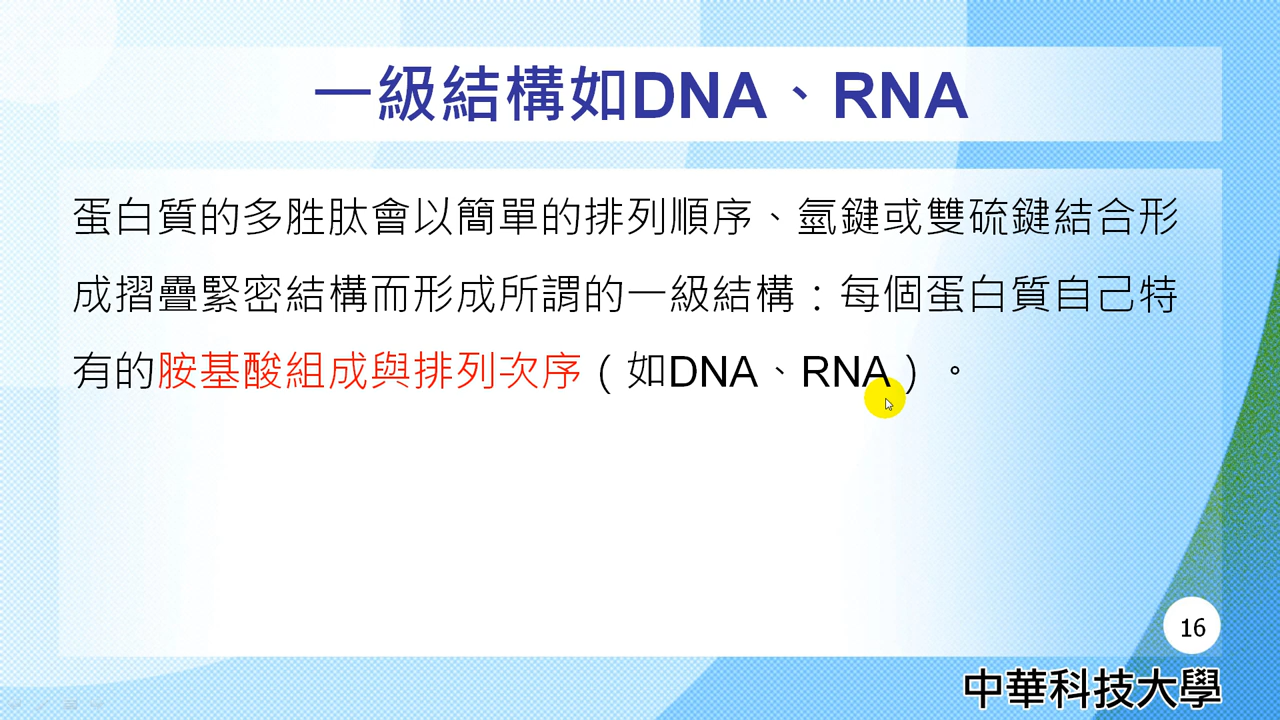 一級結構如DNA、RNA
蛋白質的多胜肽會以簡單的排列順序、氫鍵或雙硫鍵結合形
成摺疊緊密結構而形成所謂的一級結構：每個蛋白質自己特
有的胺基酸組成與排列次序（如DNA、RNA）。
16
中華科技大學